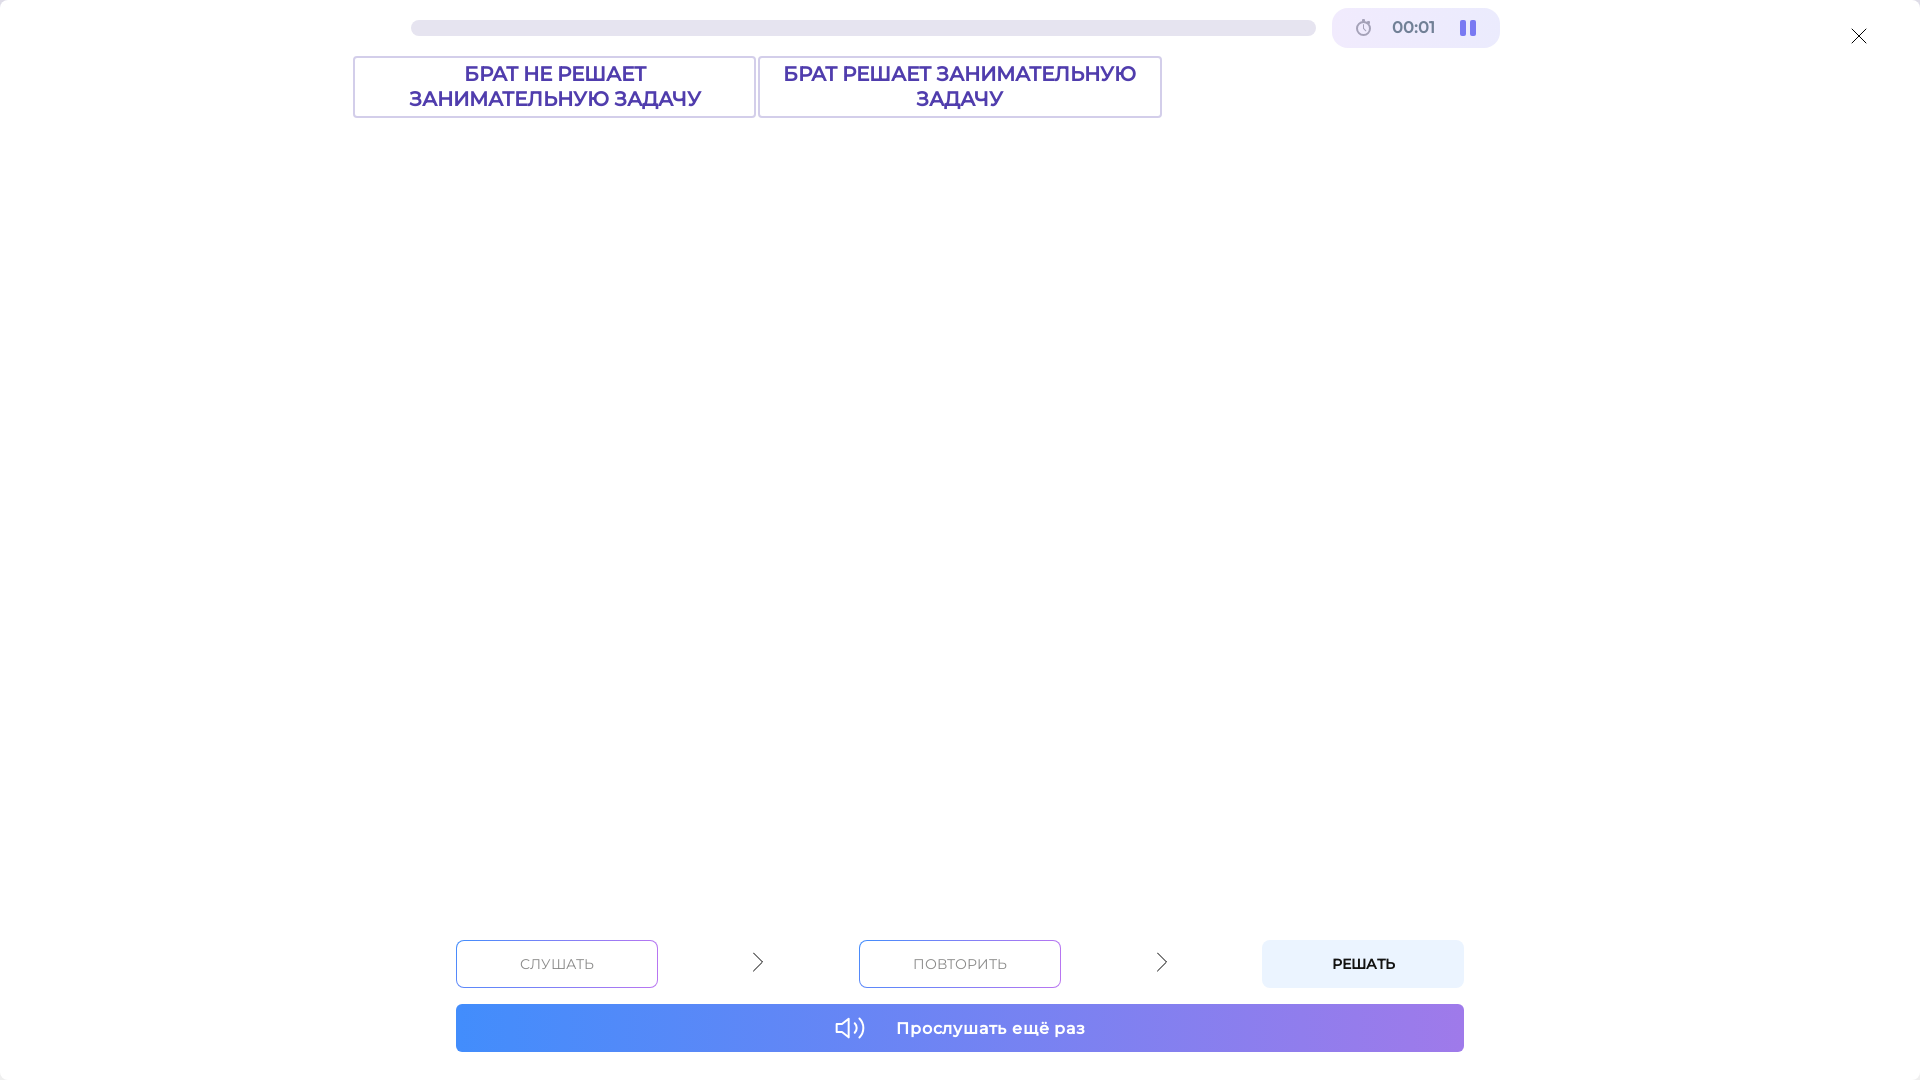 00:01
БРАТ НЕ РЕШАЕТ
ЗАНИМАТЕЛЬНУЮ ЗАДАЧУ
БРАТ РЕШАЕТ ЗАНИМАТЕЛЬНУЮ
ЗАДАЧУ
СЛУШАТЬ
ПОВТОРИТЬ
РЕШАТЬ
Прослушать ещё раз